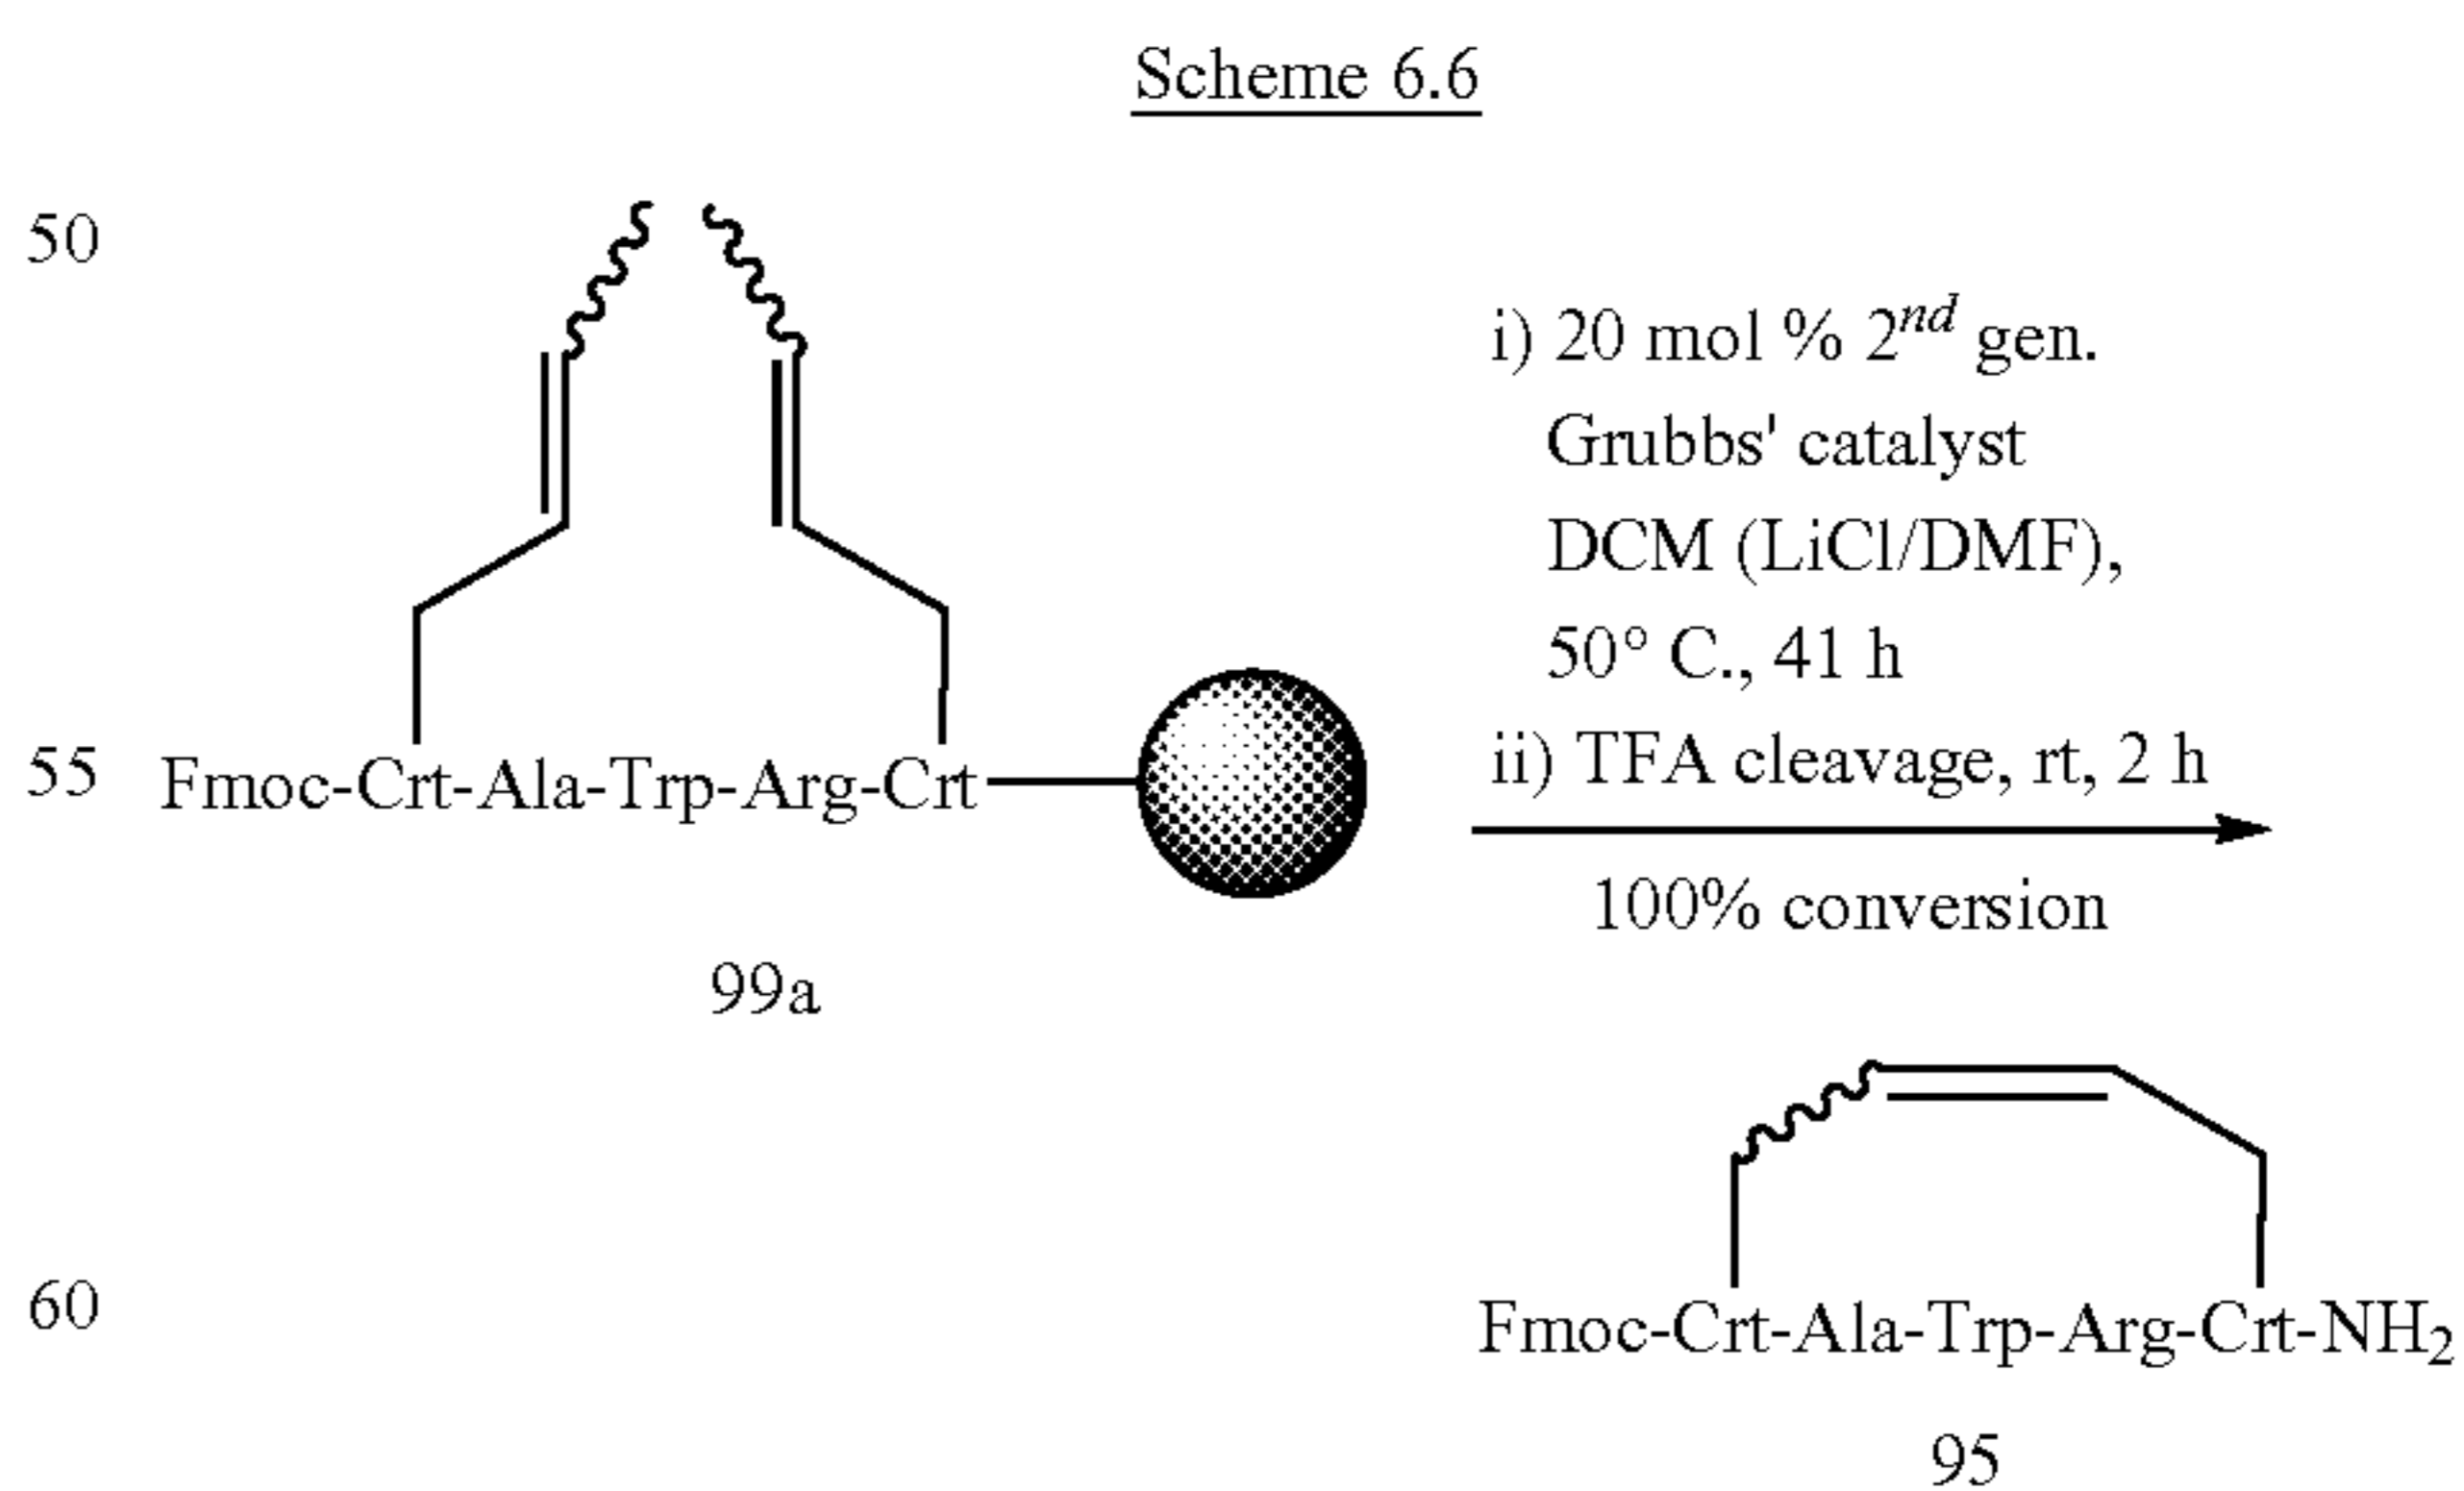 Scheme 6.6
50
i) 20 mol % 2nd gen.
Grubbs' catalyst
DCM (LiCl/DMF),
50° C., 41 h
55
Fmoc-Crt-Ala-Trp-Arg-Crt
ii) TFA cleavage, rt, 2 h
100% conversion
99a
60
Fmoc-Crt-Ala-Trp-Arg-Crt-NH2
95